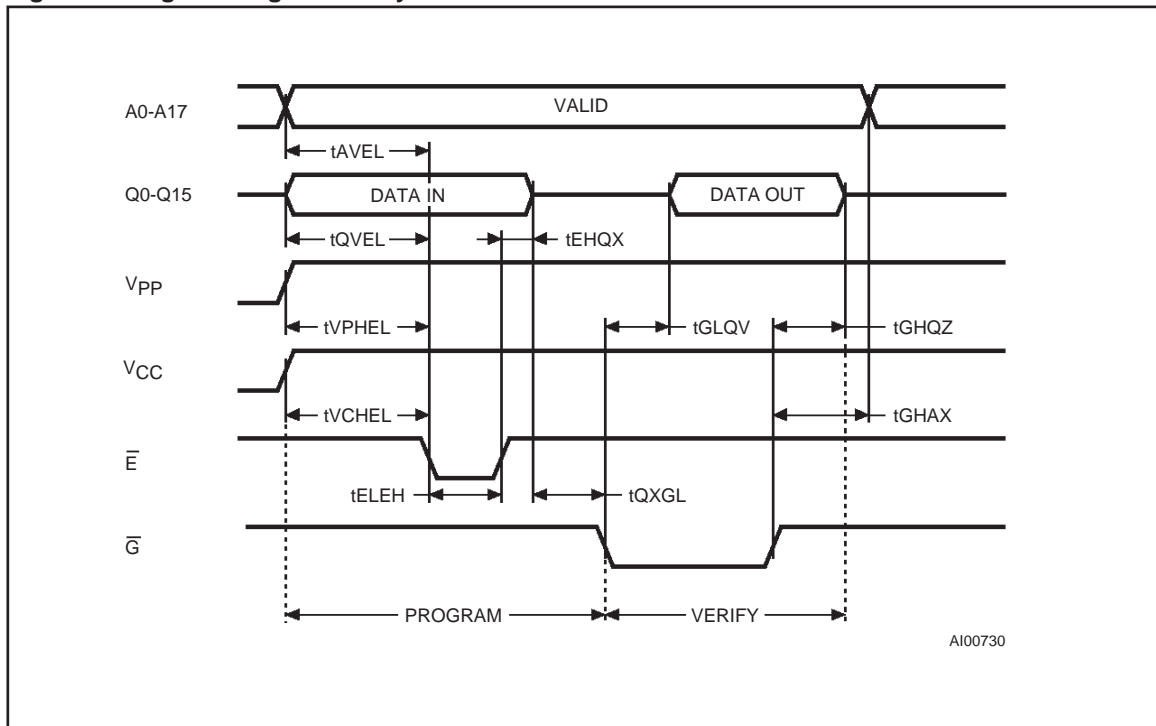 A0-A17
VALID
tAVEL
Q0-Q15
DATA IN
DATA OUT
tQVEL
tEHQX
VPP
tVPHEL
tGLQV
tGHQZ
VCC
tVCHEL
tGHAX
E̅
tELEH
tQXGL
G̅
PROGRAM
VERIFY
AI00730